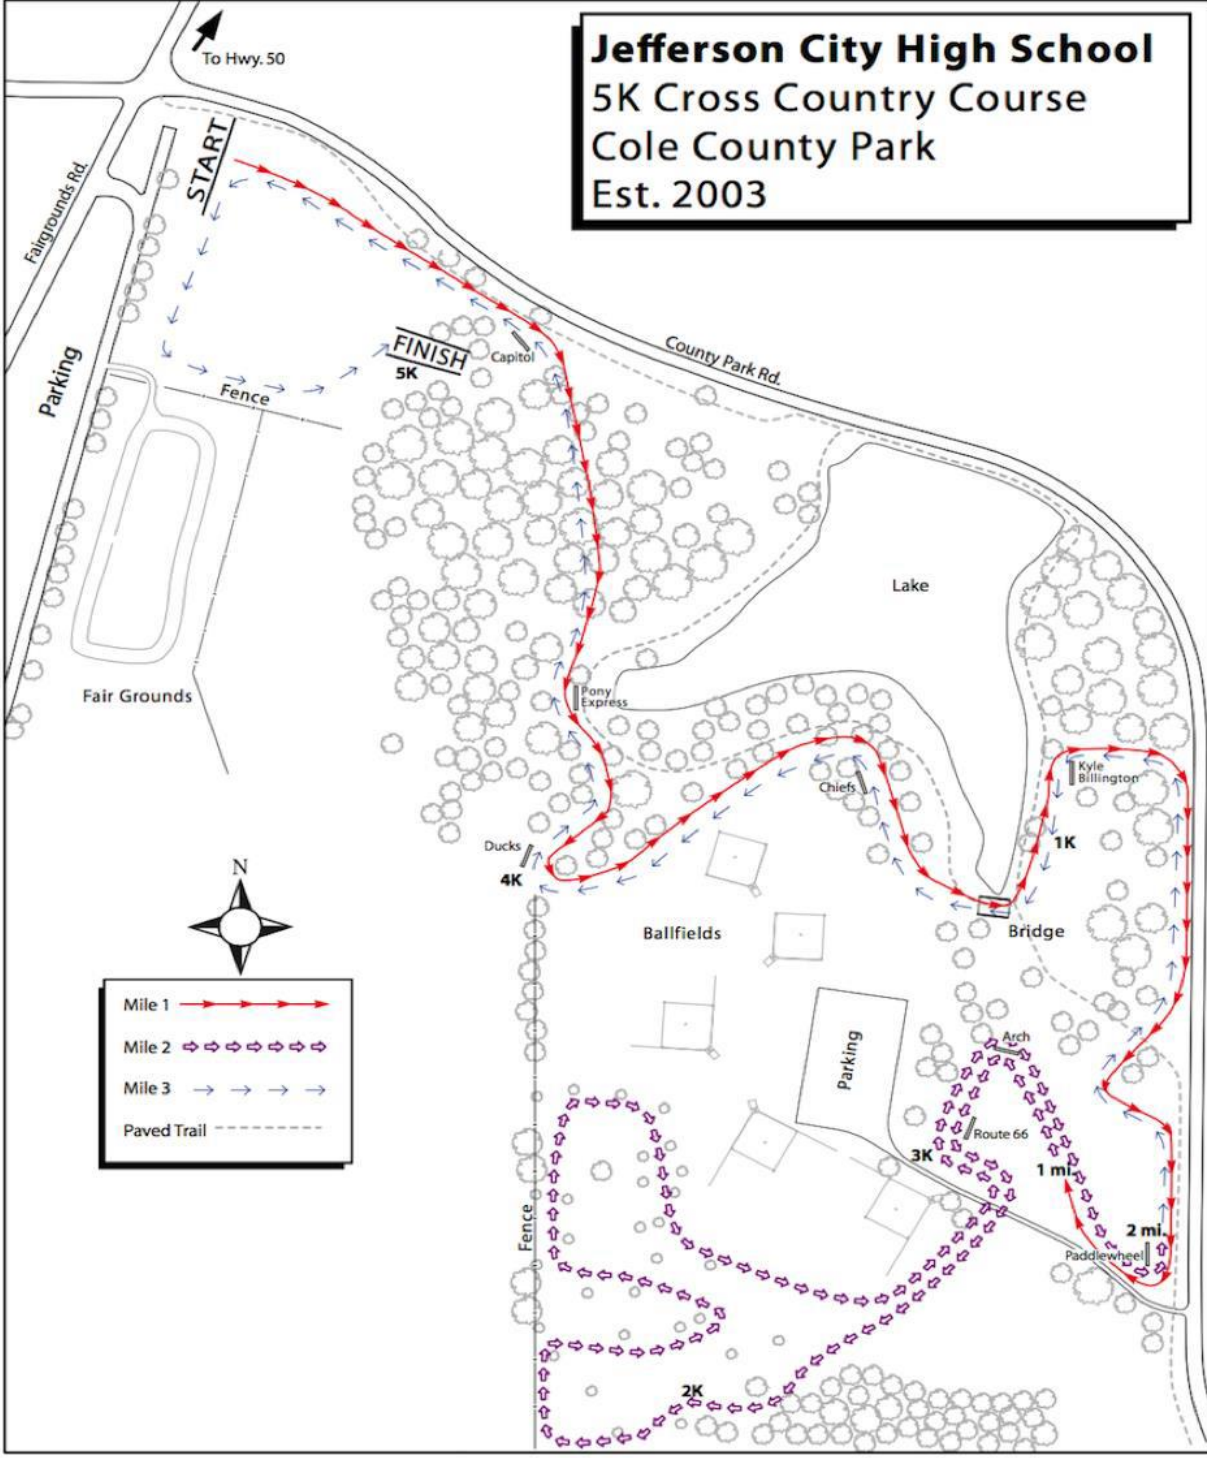 To Hwy. 50
Jefferson City High School
5K Cross Country Course
Cole County Park
Est. 2003
START
Fairgrounds Rd.
Parking
FINISH
5K
Capitol
County Park Rd.
Fence
Lake
Fair Grounds
Pony
Express
Kyle
Billington
Chiefs
1K
Ducks
4K
N
Ballfields
Bridge
Mile 1
Mile 2
Mile 3
Paved Trail
Parking
Arch
Route 66
3K
1 mi.
Fence
2 mi.
Paddlewheel
2K